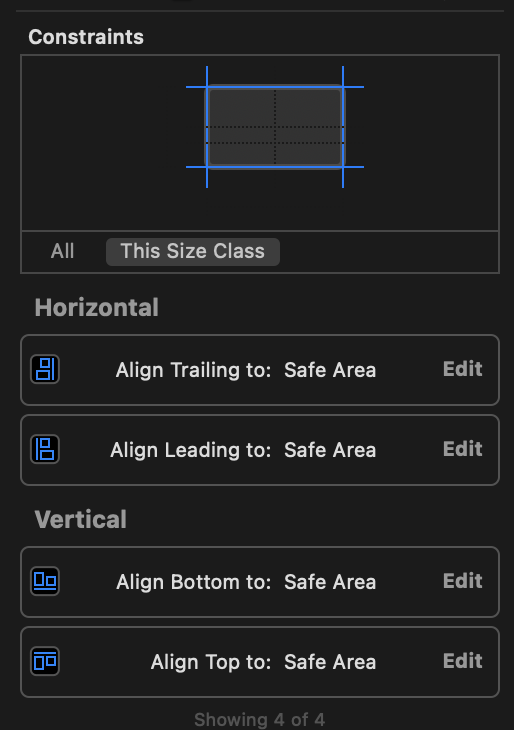 Constraints
All This Size Class
Horizontal
Align Trailing to: Safe Area Edit
Align Leading to: Safe Area Edit
Vertical
Align Bottom to: Safe Area Edit
Align Top to: Safe Area Edit
Showing 4 of 4